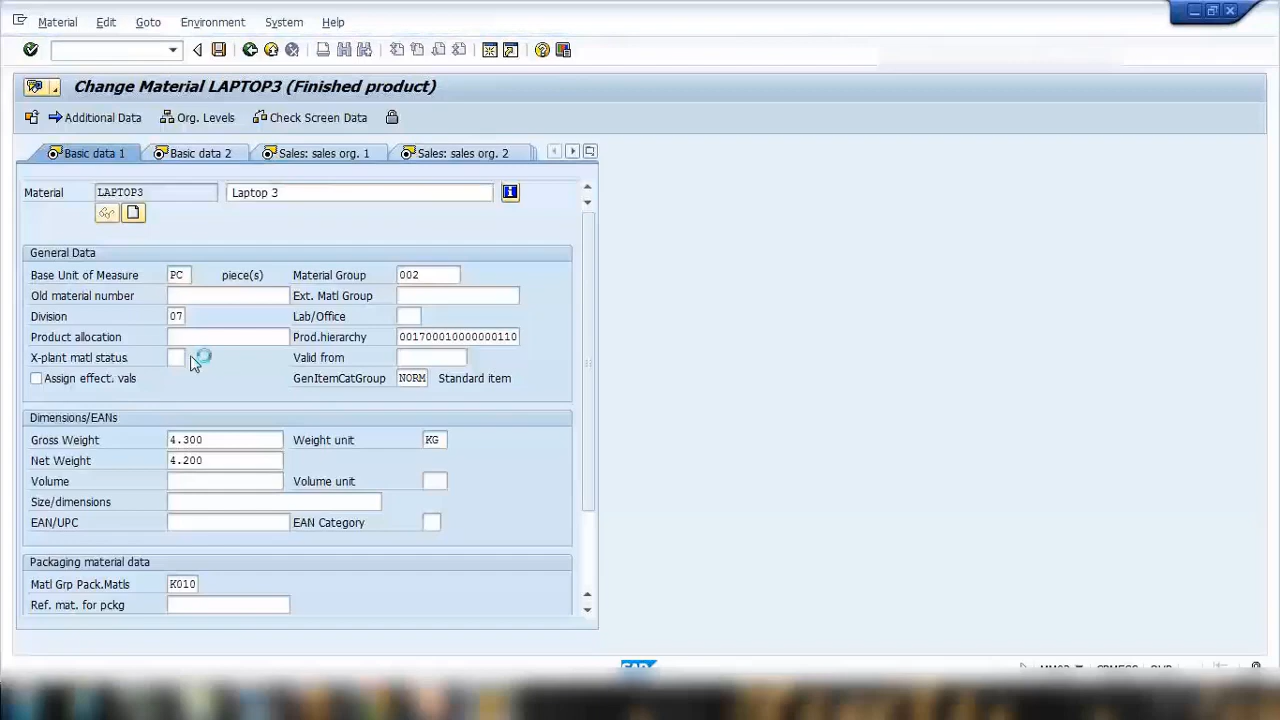 Material Edit Goto Environment System Help
Change Material LAPTOP3 (Finished product)
Additional Data Org. Levels Check Screen Data
Basic data 1 Basic data 2 Sales: sales org. 1 Sales: sales org. 2
Material LAPTOP3 Laptop 3
General Data
Base Unit of Measure PC piece(s) Material Group 002
Old material number Ext. Matl Group
Division 07 Lab/Office
Product allocation Prod.hierarchy 001700010000000110
X-plant matl status Valid from
Assign effect. vals GenItemCatGroup NORM Standard item
Dimensions/EANs
Gross Weight 4.300 Weight unit KG
Net Weight 4.200
Volume Volume unit
Size/dimensions
EAN/UPC EAN Category
Packaging material data
Matl Grp Pack.Matls K010
Ref. mat. for pckg